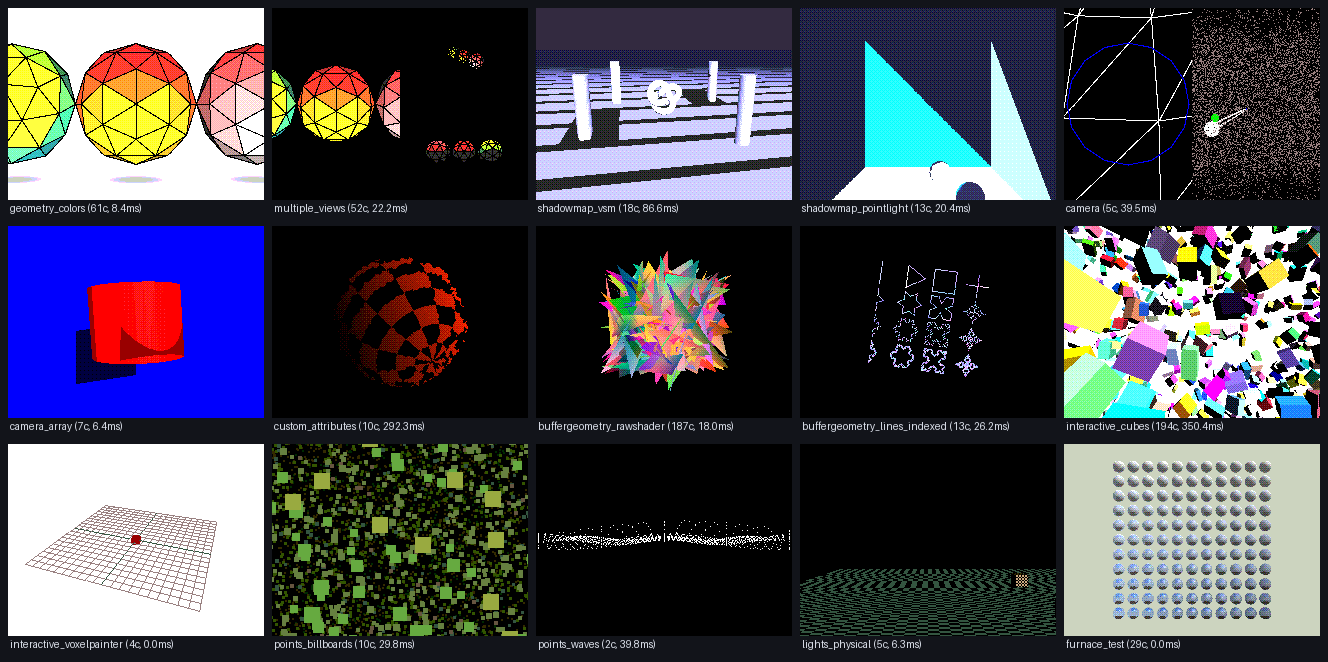 geometry_colors (61c, 8.4ms)
multiple_views (52c, 22.2ms)
shadowmap_vsm (18c, 86.6ms)
shadowmap_pointlight (13c, 20.4ms)
camera (5c, 39.5ms)
camera_array (7c, 6.4ms)
custom_attributes (10c, 292.3ms)
buffergeometry_rawshader (187c, 18.0ms)
buffergeometry_lines_indexed (13c, 26.2ms)
interactive_cubes (194c, 350.4ms)
interactive_voxelpainter (4c, 0.0ms)
points_billboards (10c, 29.8ms)
points_waves (2c, 39.8ms)
lights_physical (5c, 6.3ms)
furnace_test (29c, 0.0ms)